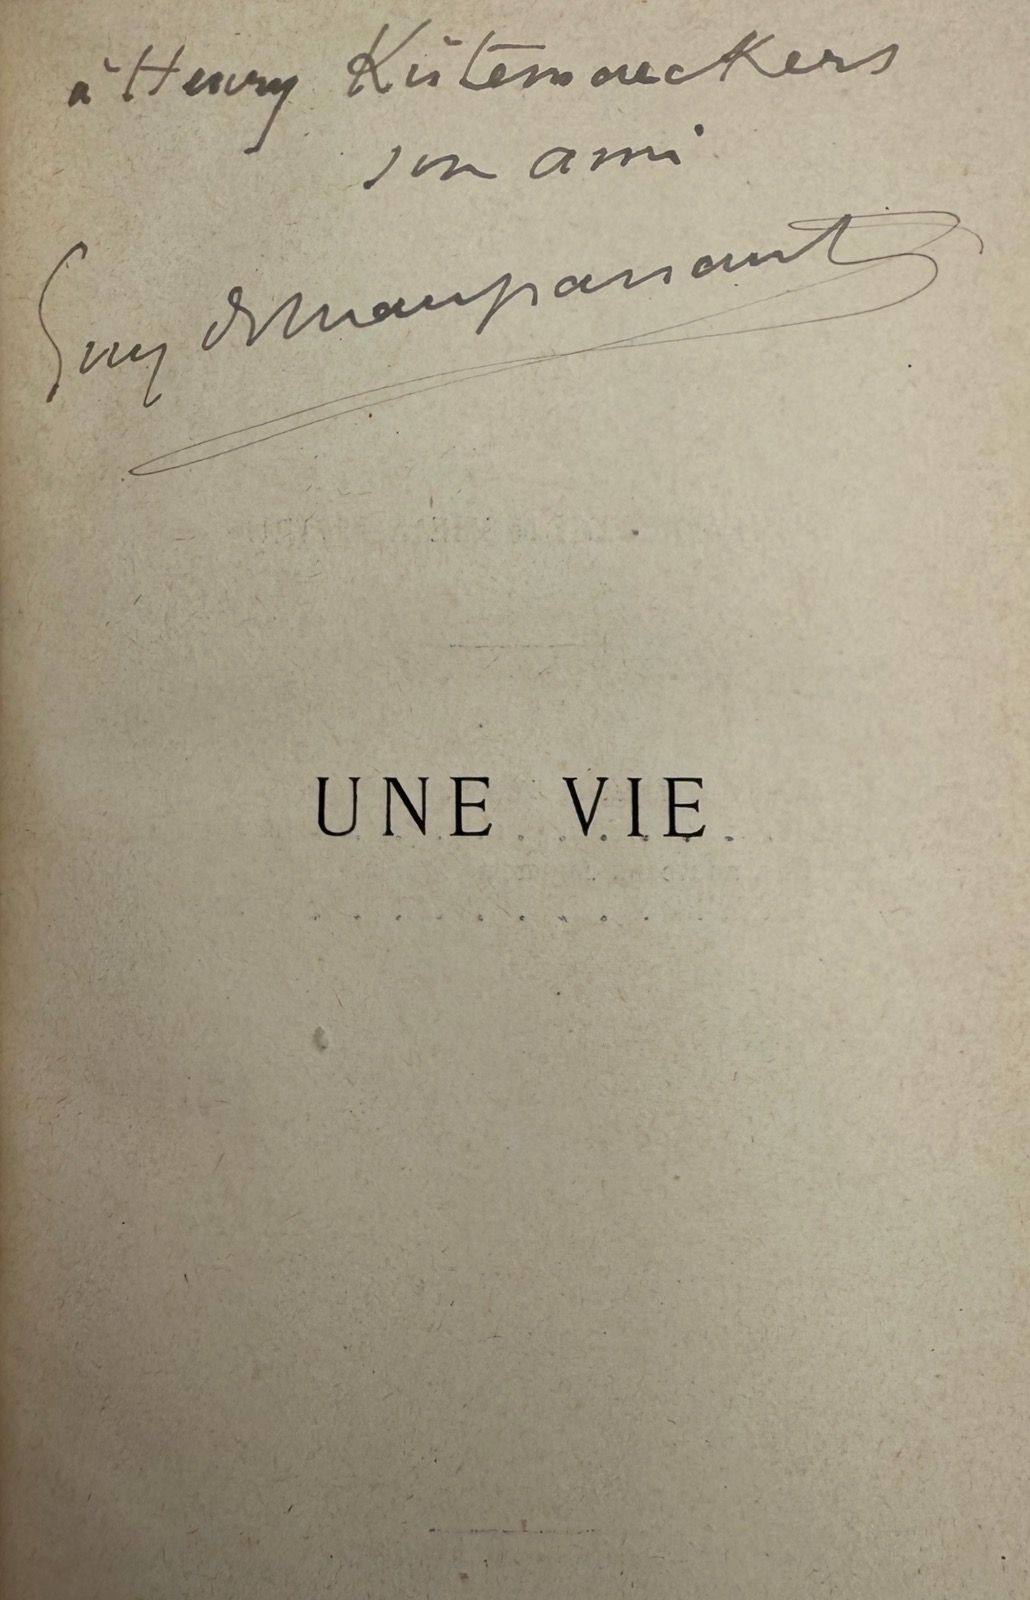 à Henry Kistemaeckers
son ami
Guy de Maupassant
UNE VIE